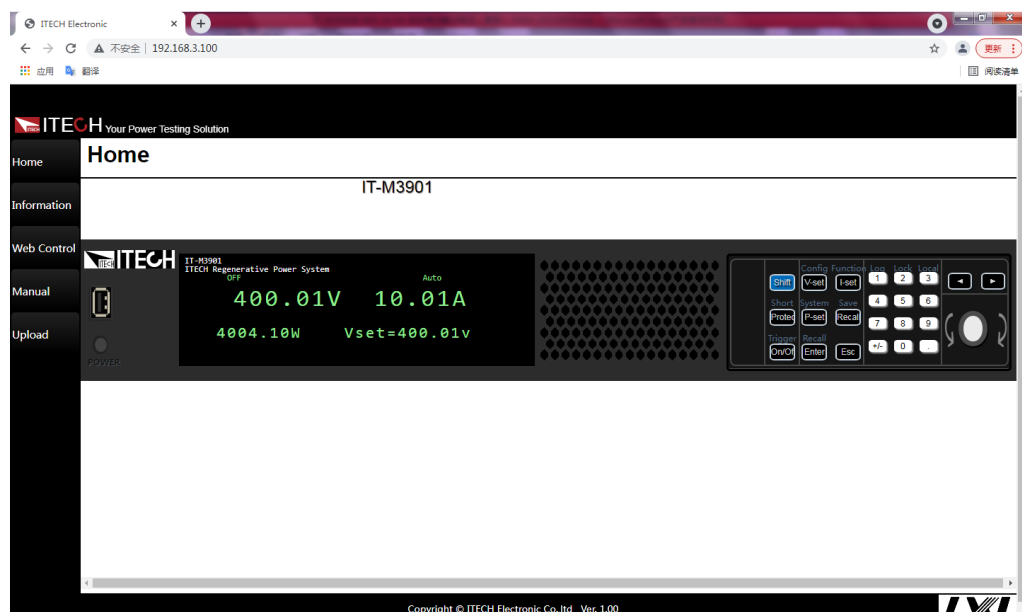 ITECH Electronic
不安全 192.168.3.100
更新
应用 翻译 阅读清单
ITECH Your Power Testing Solution
Home
Home
IT-M3901
Information
Web Control
Manual
Upload
ITECH
IT-M3901
ITECH Regenerative Power System
OFF Auto
400.01V 10.01A
4004.10W Vset=400.01v
POWER
Config Function Log Lock Local
Shift V-set I-set 1 2 3
Short System Save
Protec P-set Recal 4 5 6
7 8 9
Trigger Recall
On/Of Enter Esc +/- 0 .
Copyright © ITECH Electronic Co, ltd Ver. 1.00
LXI